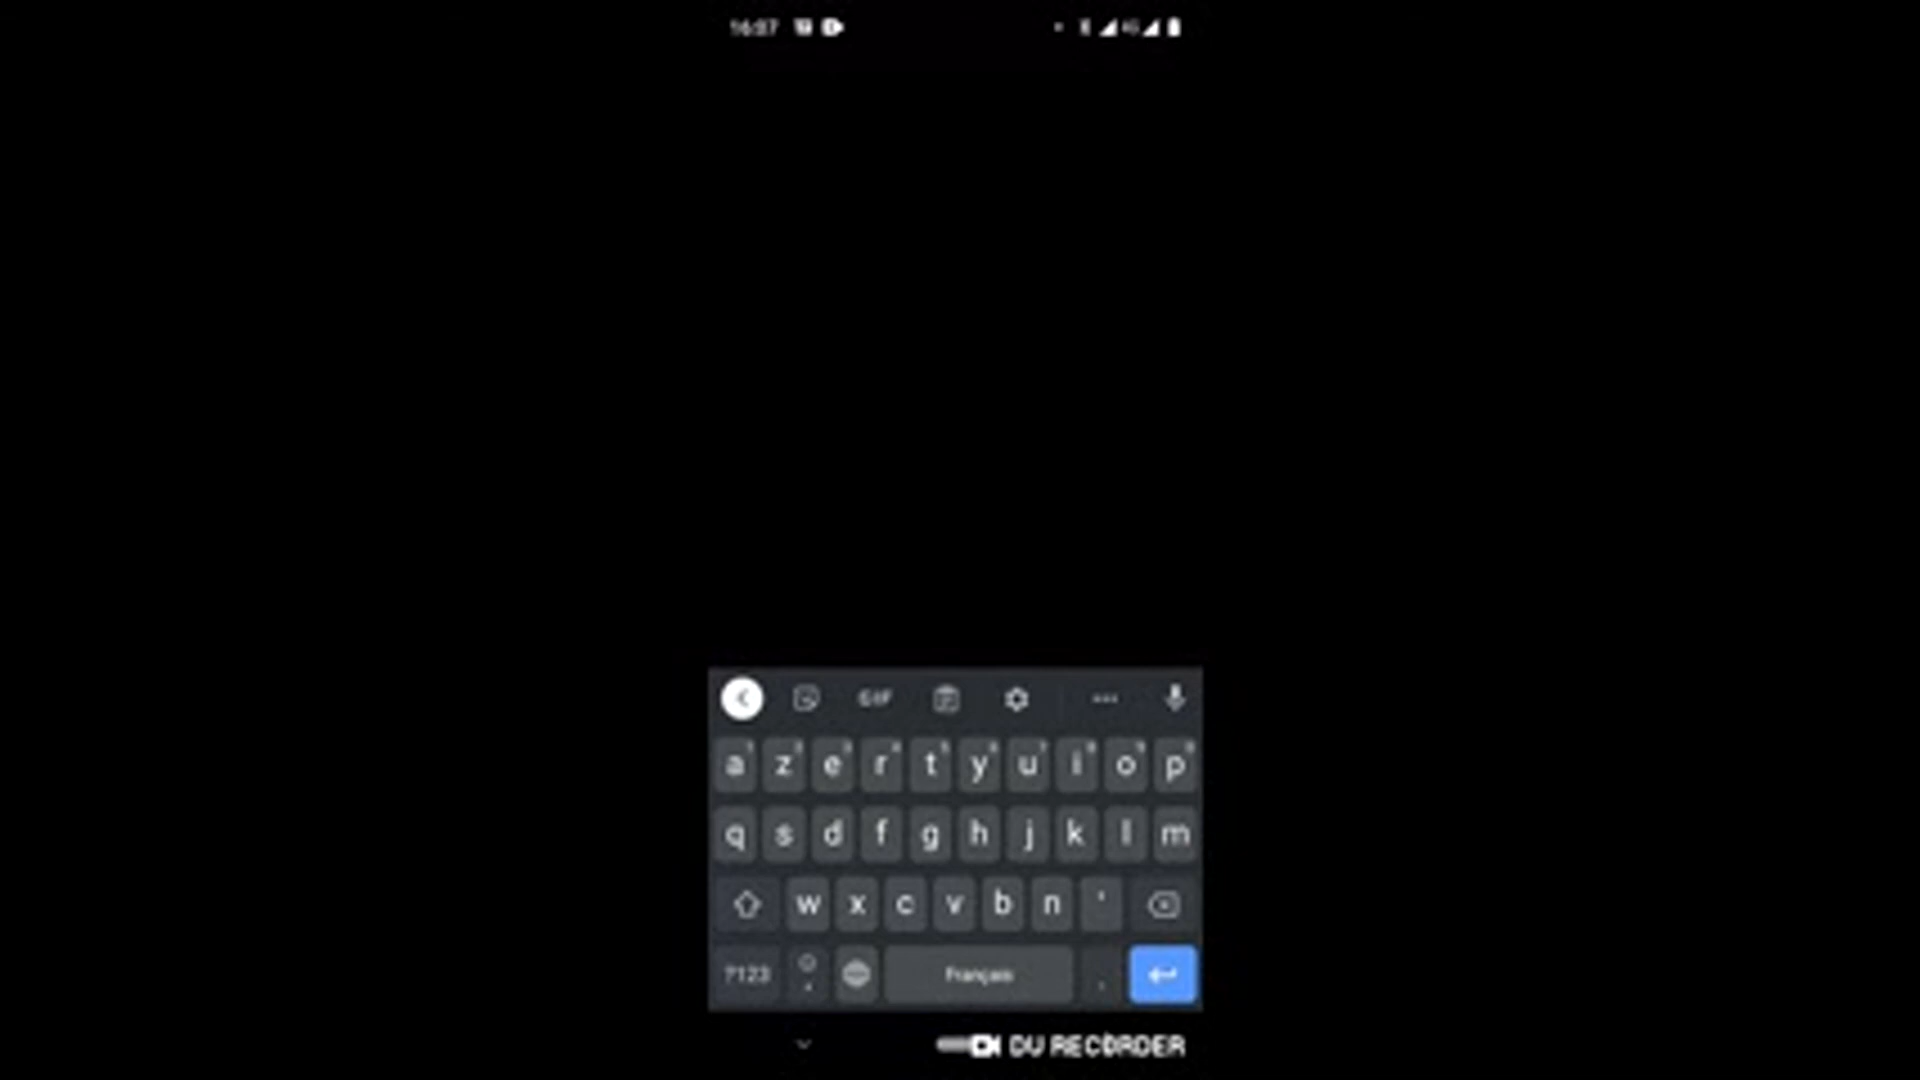 16:07
GIF
a z e r t y u i o p
q s d f g h j k l m
w x c v b n '
?123 Français .
DU RECORDER